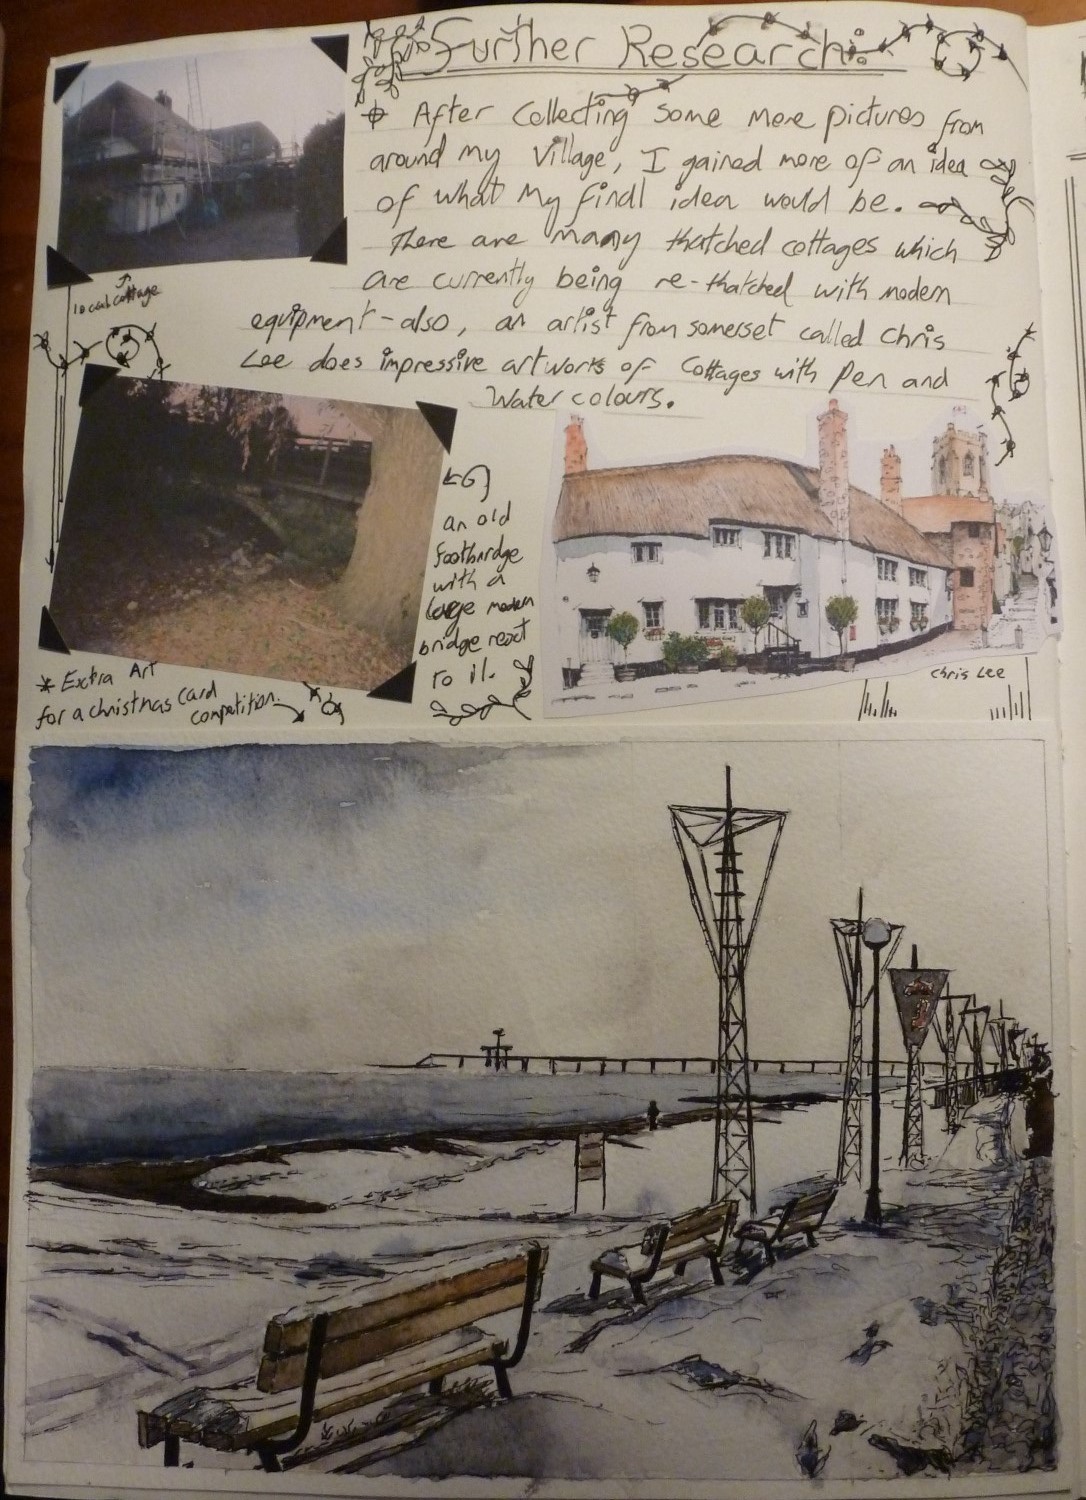 Further Research:
After Collecting some more pictures from
around my Village, I gained more of an idea
of what my final idea would be.
There are many thatched cottages which
are currently being re-thatched with modern
equipment - also, an artist from somerset called Chris
Lee does impressive artworks of Cottages with Pen and
Water colours.
local cottage
an old
footbridge
with a
large modern
bridge next
to it.
* Extra Art
for a christmas card
competition.
Chris Lee